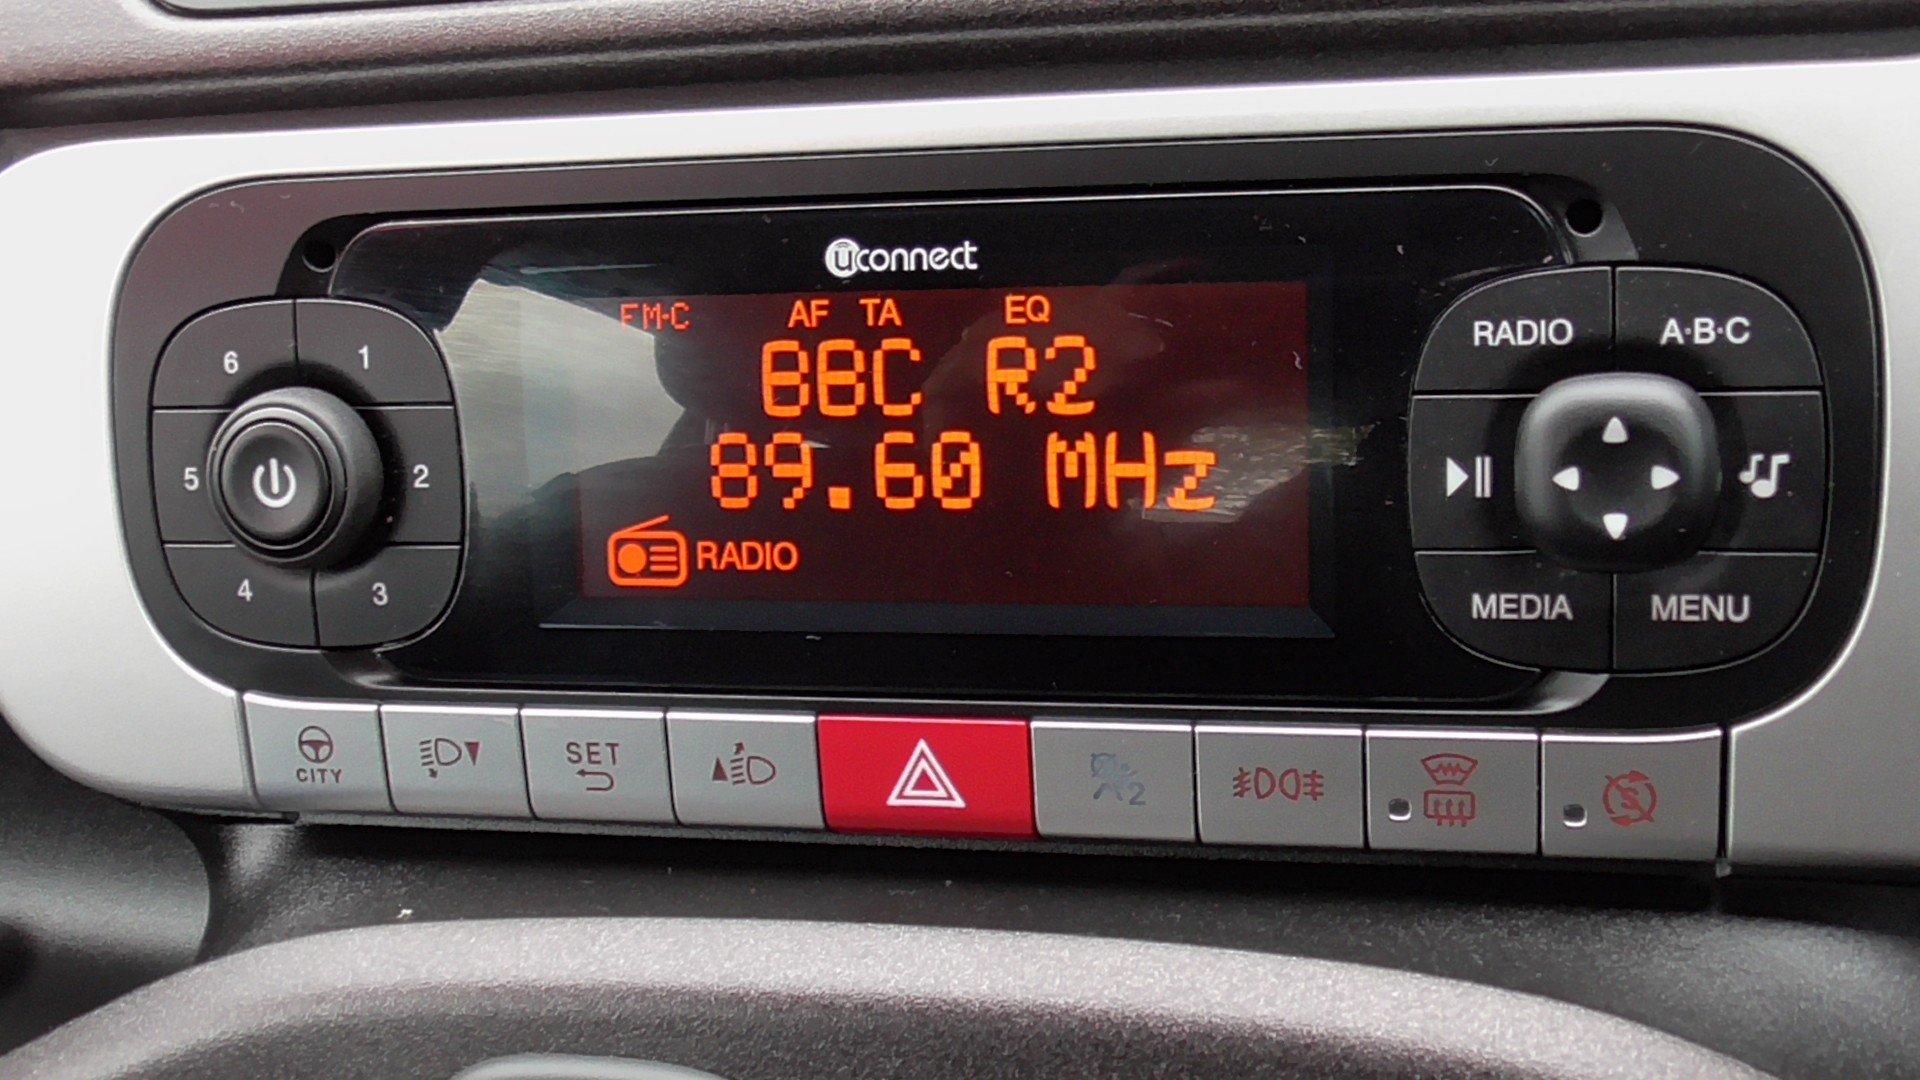 uconnect
FM-C AF TA EQ
BBC R2
89.60 MHz
RADIO
6 1
5 2
4 3
RADIO A·B·C
MEDIA MENU
CITY
SET
2